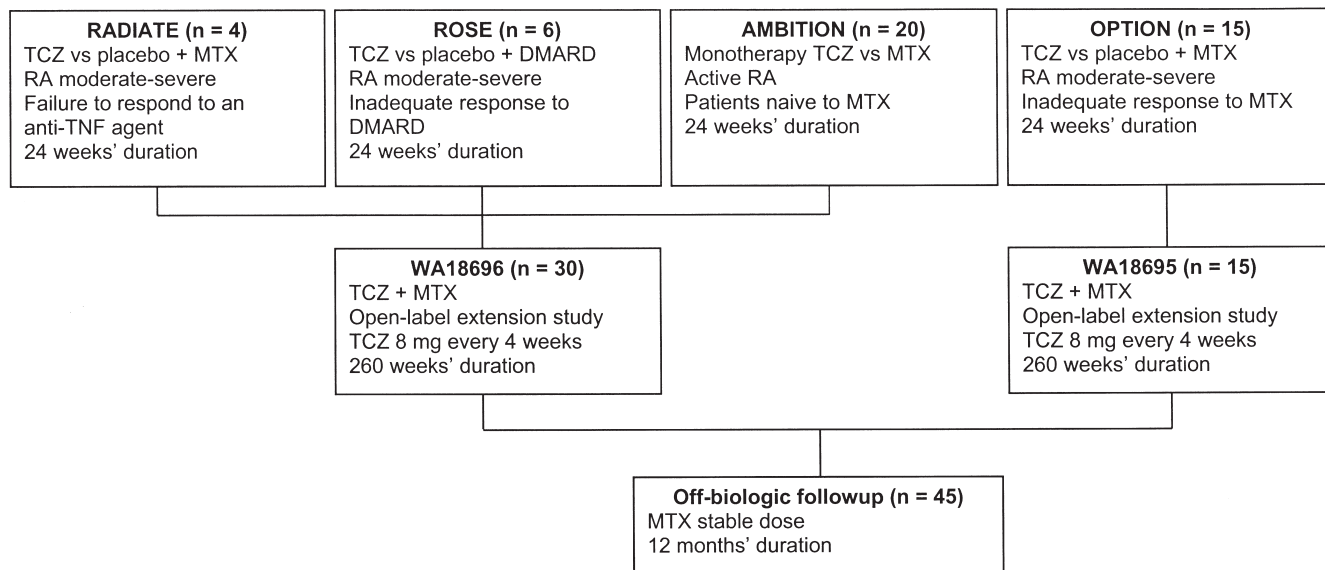 RADIATE (n = 4)
TCZ vs placebo + MTX
RA moderate-severe
Failure to respond to an
anti-TNF agent
24 weeks' duration
ROSE (n = 6)
TCZ vs placebo + DMARD
RA moderate-severe
Inadequate response to
DMARD
24 weeks' duration
AMBITION (n = 20)
Monotherapy TCZ vs MTX
Active RA
Patients naive to MTX
24 weeks' duration
OPTION (n = 15)
TCZ vs placebo + MTX
RA moderate-severe
Inadequate response to MTX
24 weeks' duration
WA18696 (n = 30)
TCZ + MTX
Open-label extension study
TCZ 8 mg every 4 weeks
260 weeks' duration
WA18695 (n = 15)
TCZ + MTX
Open-label extension study
TCZ 8 mg every 4 weeks
260 weeks' duration
Off-biologic followup (n = 45)
MTX stable dose
12 months' duration